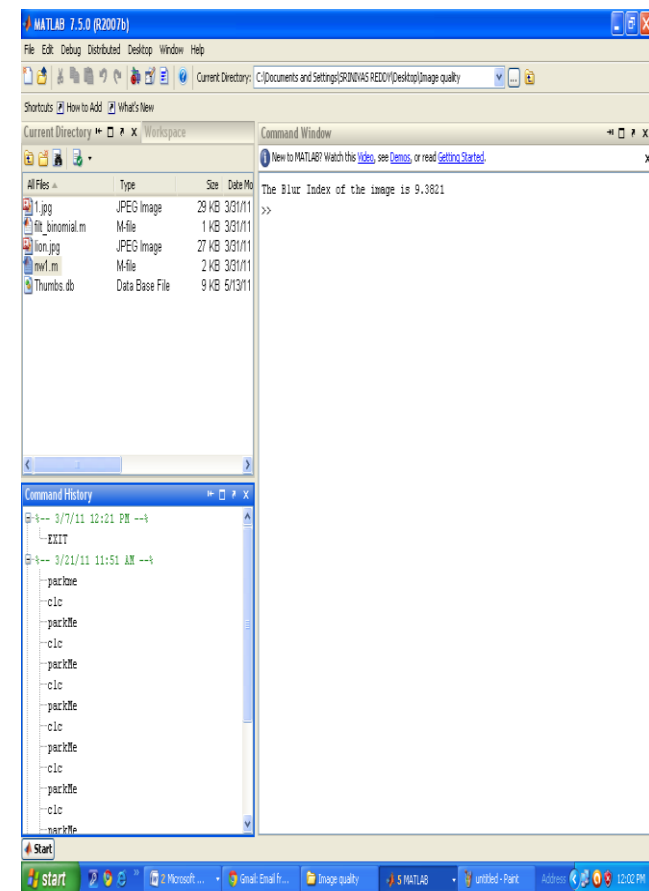 MATLAB 7.5.0 (R2007b)
File Edit Debug Distributed Desktop Window Help
Current Directory: C:\Documents and Settings\SRINIVAS REDDY\Desktop\Image quality
Shortcuts How to Add What's New
Current Directory Workspace
All Files Type Size Date Mo
1.jpg JPEG Image 29 KB 3/31/11
fit_binomial.m M-file 1 KB 3/31/11
lion.jpg JPEG Image 27 KB 3/31/11
nw1.m M-file 2 KB 3/31/11
Thumbs.db Data Base File 9 KB 5/13/11
Command History
%-- 3/7/11 12:21 PM --%
EXIT
%-- 3/21/11 11:51 AM --%
parkme
clc
parkMe
clc
parkMe
clc
parkMe
clc
parkMe
clc
parkMe
clc
parkMe
Command Window
New to MATLAB? Watch this Video, see Demos, or read Getting Started.
The Blur Index of the image is 9.3821
>>
Start
start 2 Microsoft ... Gmail: Email fr... Image quality 5 MATLAB untitled - Paint Address 12:02 PM